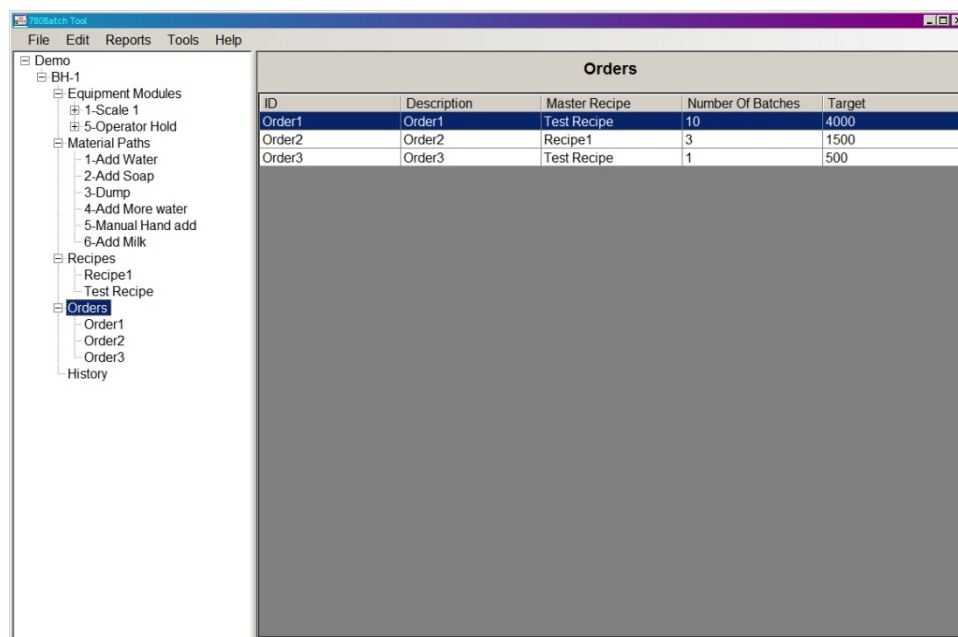 780Batch Tool
File Edit Reports Tools Help
Demo
BH-1
Equipment Modules
1-Scale 1
5-Operator Hold
Material Paths
1-Add Water
2-Add Soap
3-Dump
4-Add More water
5-Manual Hand add
6-Add Milk
Recipes
Recipe1
Test Recipe
Orders
Order1
Order2
Order3
History
Orders
ID Description Master Recipe Number Of Batches Target
Order1 Order1 Test Recipe 10 4000
Order2 Order2 Recipe1 3 1500
Order3 Order3 Test Recipe 1 500